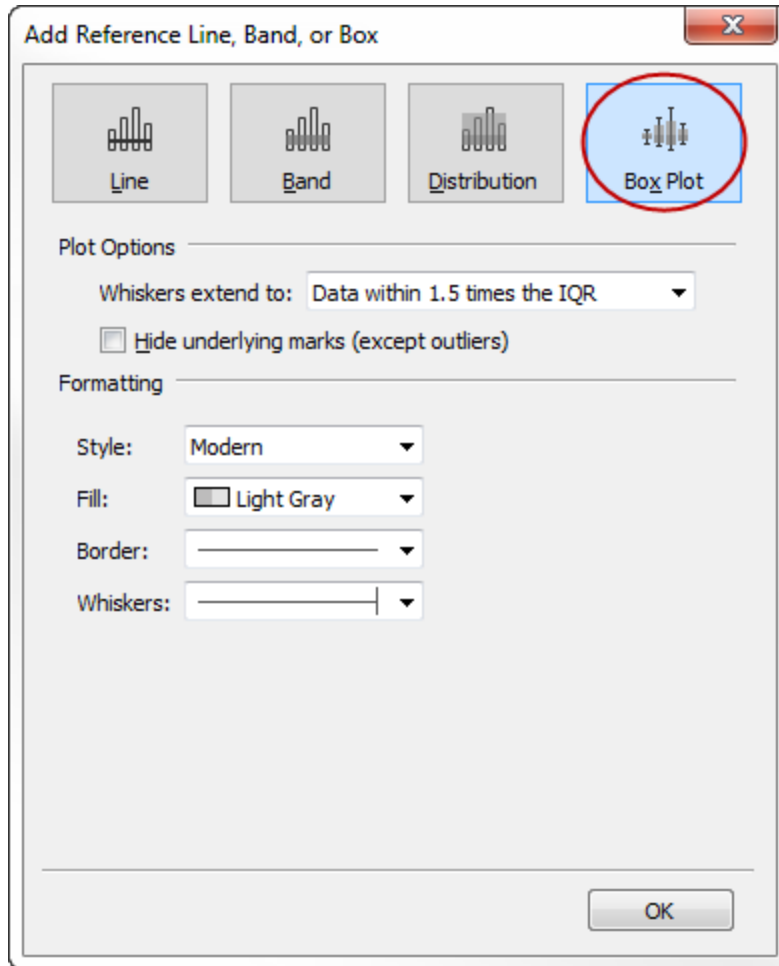 Add Reference Line, Band, or Box
Line Band Distribution Box Plot
Plot Options
Whiskers extend to: Data within 1.5 times the IQR
Hide underlying marks (except outliers)
Formatting
Style: Modern
Fill: Light Gray
Border:
Whiskers:
OK